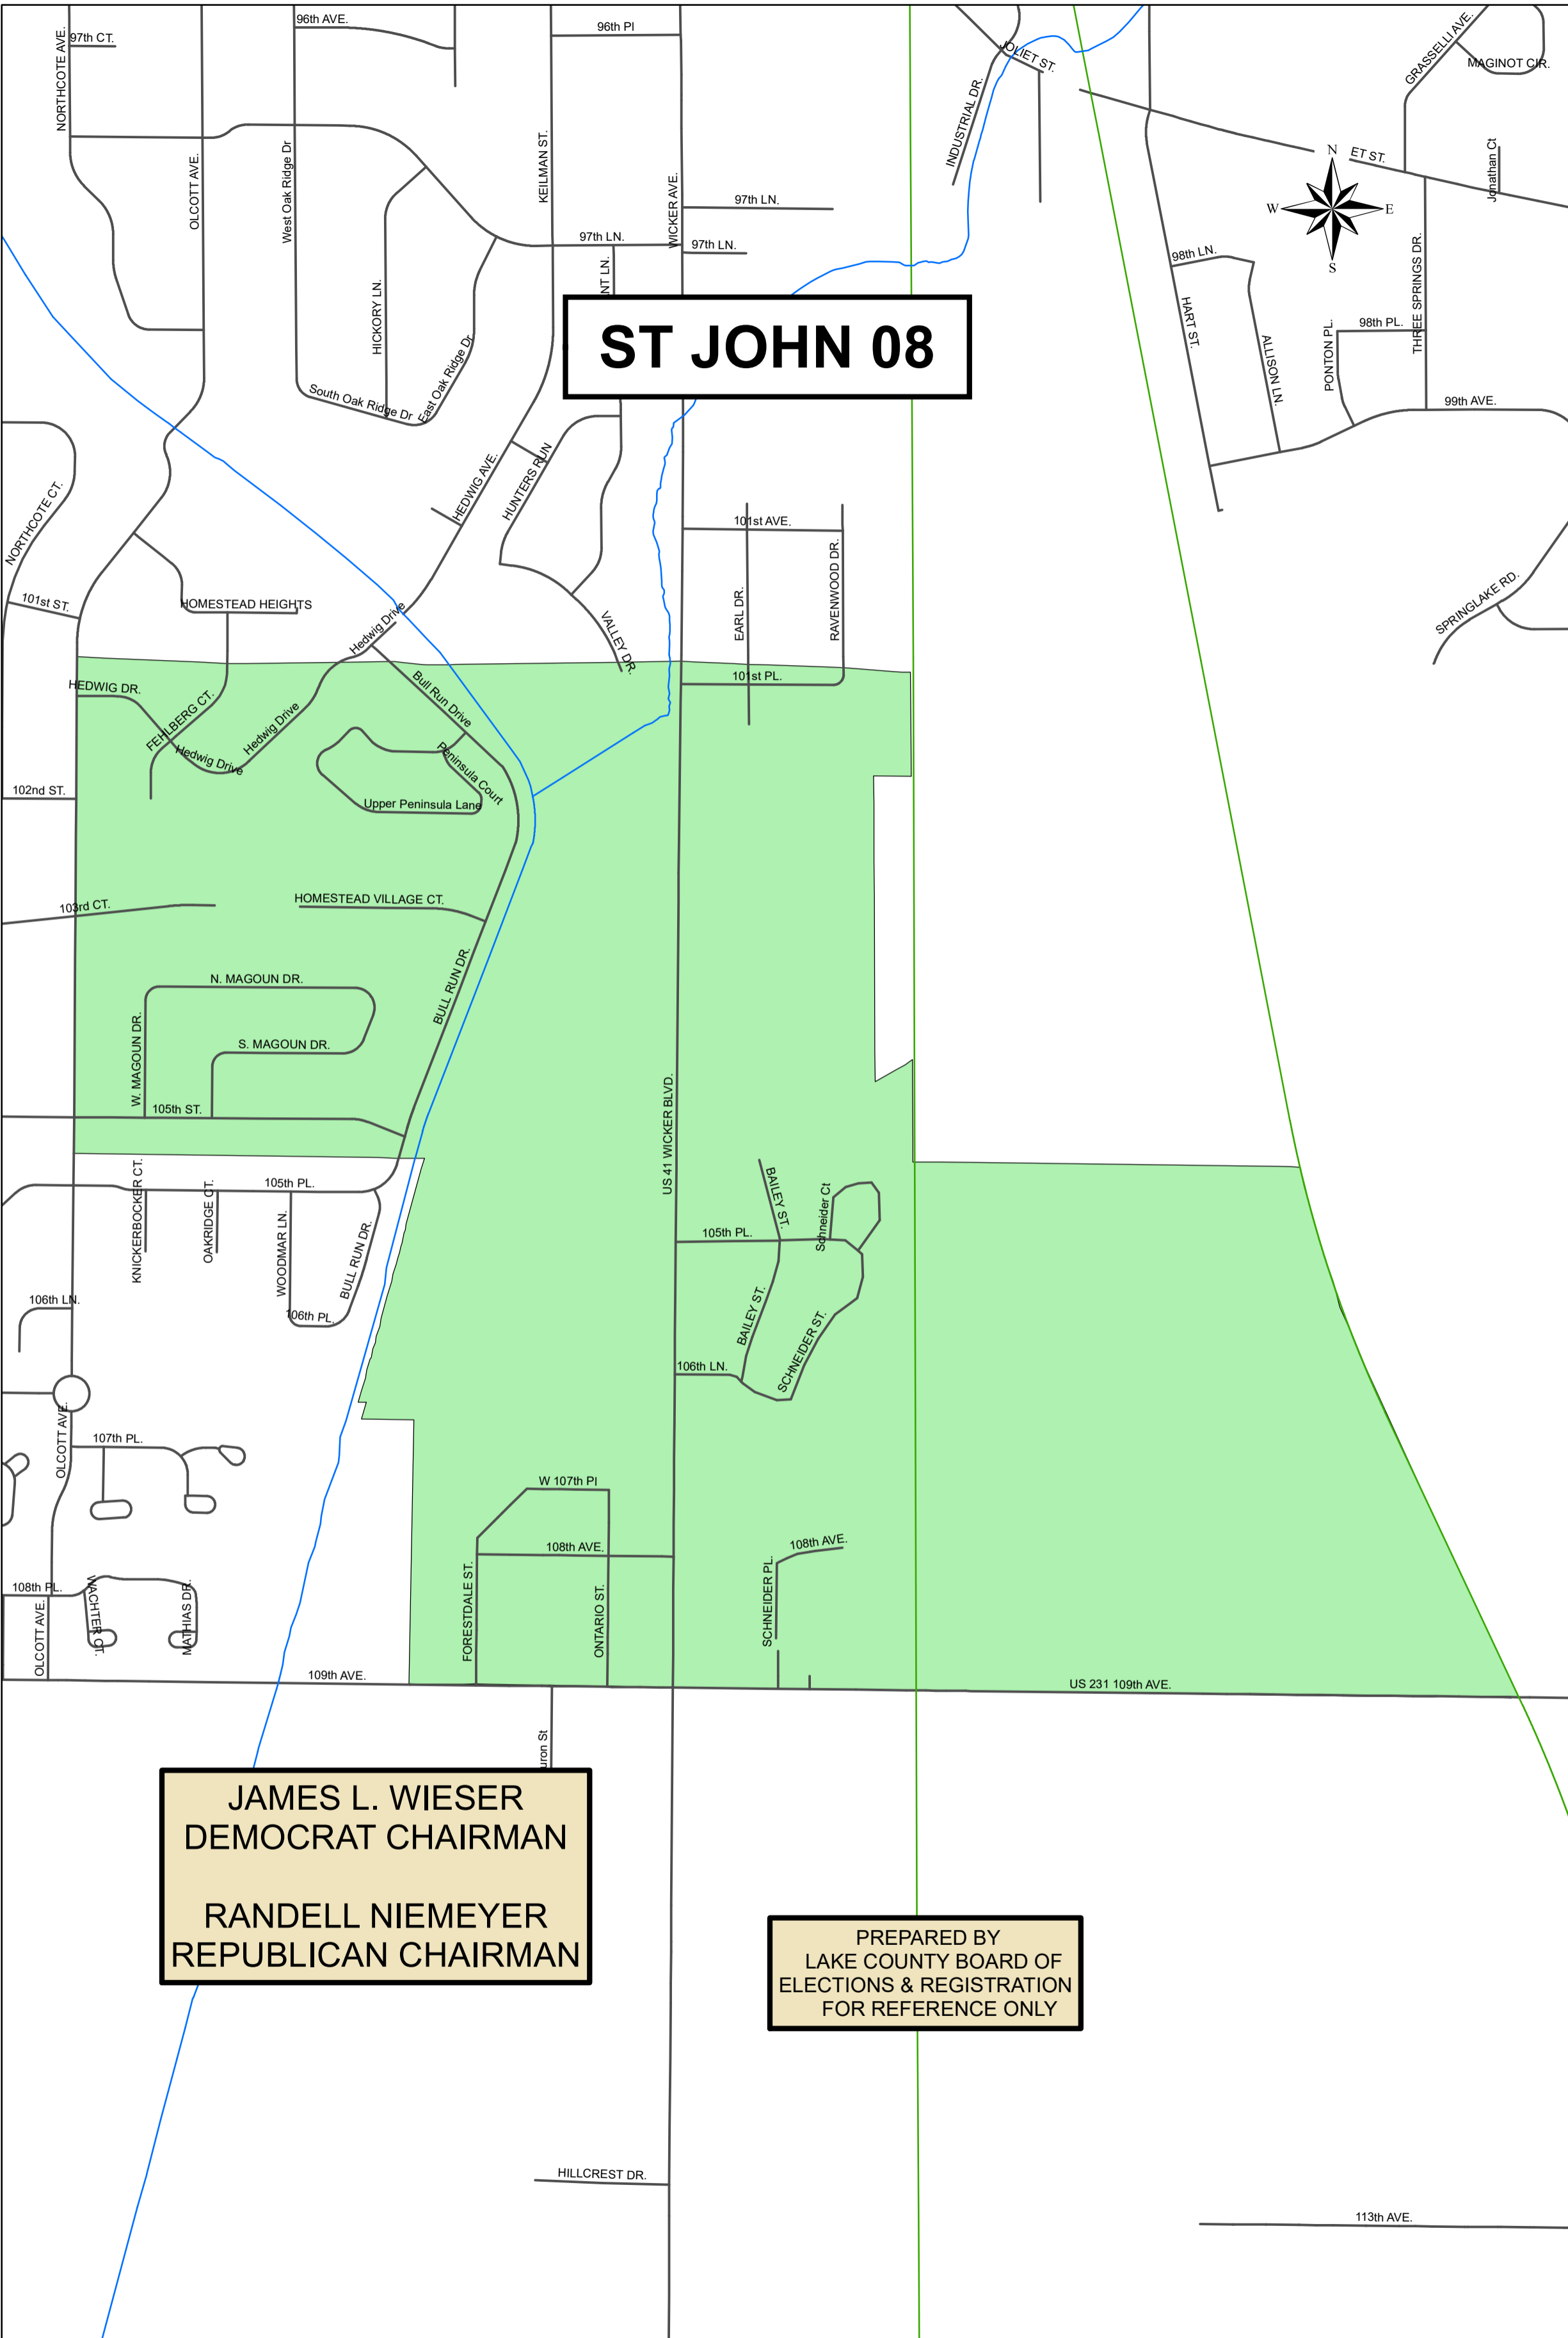 96th AVE.
96th Pl
97th CT.
NORTHCOTE AVE.
JOLIET ST.
GRASSELLI AVE.
MAGINOT CIR.
INDUSTRIAL DR.
OLCOTT AVE.
West Oak Ridge Dr
KEILMAN ST.
WICKER AVE.
ET ST.
Jonathan Ct
N
W
E
S
97th LN.
97th LN.
97th LN.
NT LN.
98th LN.
HART ST.
ALLISON LN.
PONTON PL.
98th PL.
THREE SPRINGS DR.
99th AVE.
HICKORY LN.
South Oak Ridge Dr
East Oak Ridge Dr
ST JOHN 08
NORTHCOTE CT.
HEDWIG AVE.
HUNTERS RUN
101st AVE.
EARL DR.
RAVENWOOD DR.
101st ST.
HOMESTEAD HEIGHTS
Hedwig Drive
VALLEY DR.
SPRINGLAKE RD.
HEDWIG DR.
FEHLBERG CT.
Hedwig Drive
Hedwig Drive
Bull Run Drive
101st PL.
Peninsula Court
Upper Peninsula Lane
102nd ST.
103rd CT.
HOMESTEAD VILLAGE CT.
BULL RUN DR.
N. MAGOUN DR.
W. MAGOUN DR.
S. MAGOUN DR.
105th ST.
US 41 WICKER BLVD.
KNICKERBOCKER CT.
OAKRIDGE CT.
105th PL.
WOODMAR LN.
BULL RUN DR.
106th PL.
106th LN.
BAILEY ST.
Schneider Ct
105th PL.
BAILEY ST.
SCHNEIDER ST.
106th LN.
OLCOTT AVE.
107th PL.
W 107th Pl
108th AVE.
108th AVE.
FORESTDALE ST.
ONTARIO ST.
SCHNEIDER PL.
108th PL.
OLCOTT AVE.
WACHTER CT.
MATHIAS DR.
109th AVE.
US 231 109th AVE.
uron St
JAMES L. WIESER
DEMOCRAT CHAIRMAN
RANDELL NIEMEYER
REPUBLICAN CHAIRMAN
PREPARED BY
LAKE COUNTY BOARD OF
ELECTIONS & REGISTRATION
FOR REFERENCE ONLY
HILLCREST DR.
113th AVE.